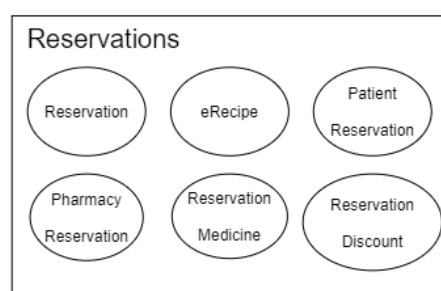 Reservations
Reservation
eRecipe
Patient
Reservation
Pharmacy
Reservation
Reservation
Medicine
Reservation
Discount